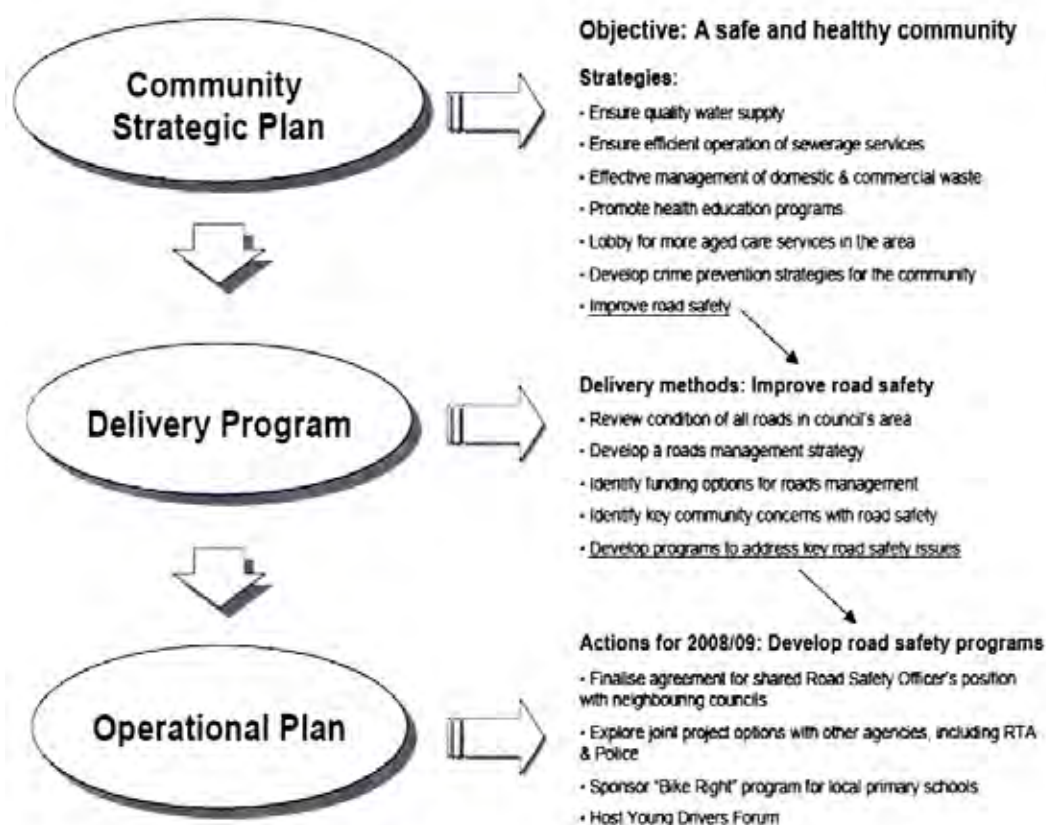 Community
Strategic Plan
Objective: A safe and healthy community
Strategies:
• Ensure quality water supply
• Ensure efficient operation of sewerage services
• Effective management of domestic & commercial waste
• Promote health education programs
• Lobby for more aged care services in the area
• Develop crime prevention strategies for the community
• Improve road safety
Delivery Program
Delivery methods: Improve road safety
• Review condition of all roads in council's area
• Develop a roads management strategy
• Identify funding options for roads management
• Identify key community concerns with road safety
• Develop programs to address key road safety issues
Operational Plan
Actions for 2008/09: Develop road safety programs
• Finalise agreement for shared Road Safety Officer's position
with neighbouring councils
• Explore joint project options with other agencies, including RTA
& Police
• Sponsor "Bike Right" program for local primary schools
• Host Young Drivers Forum